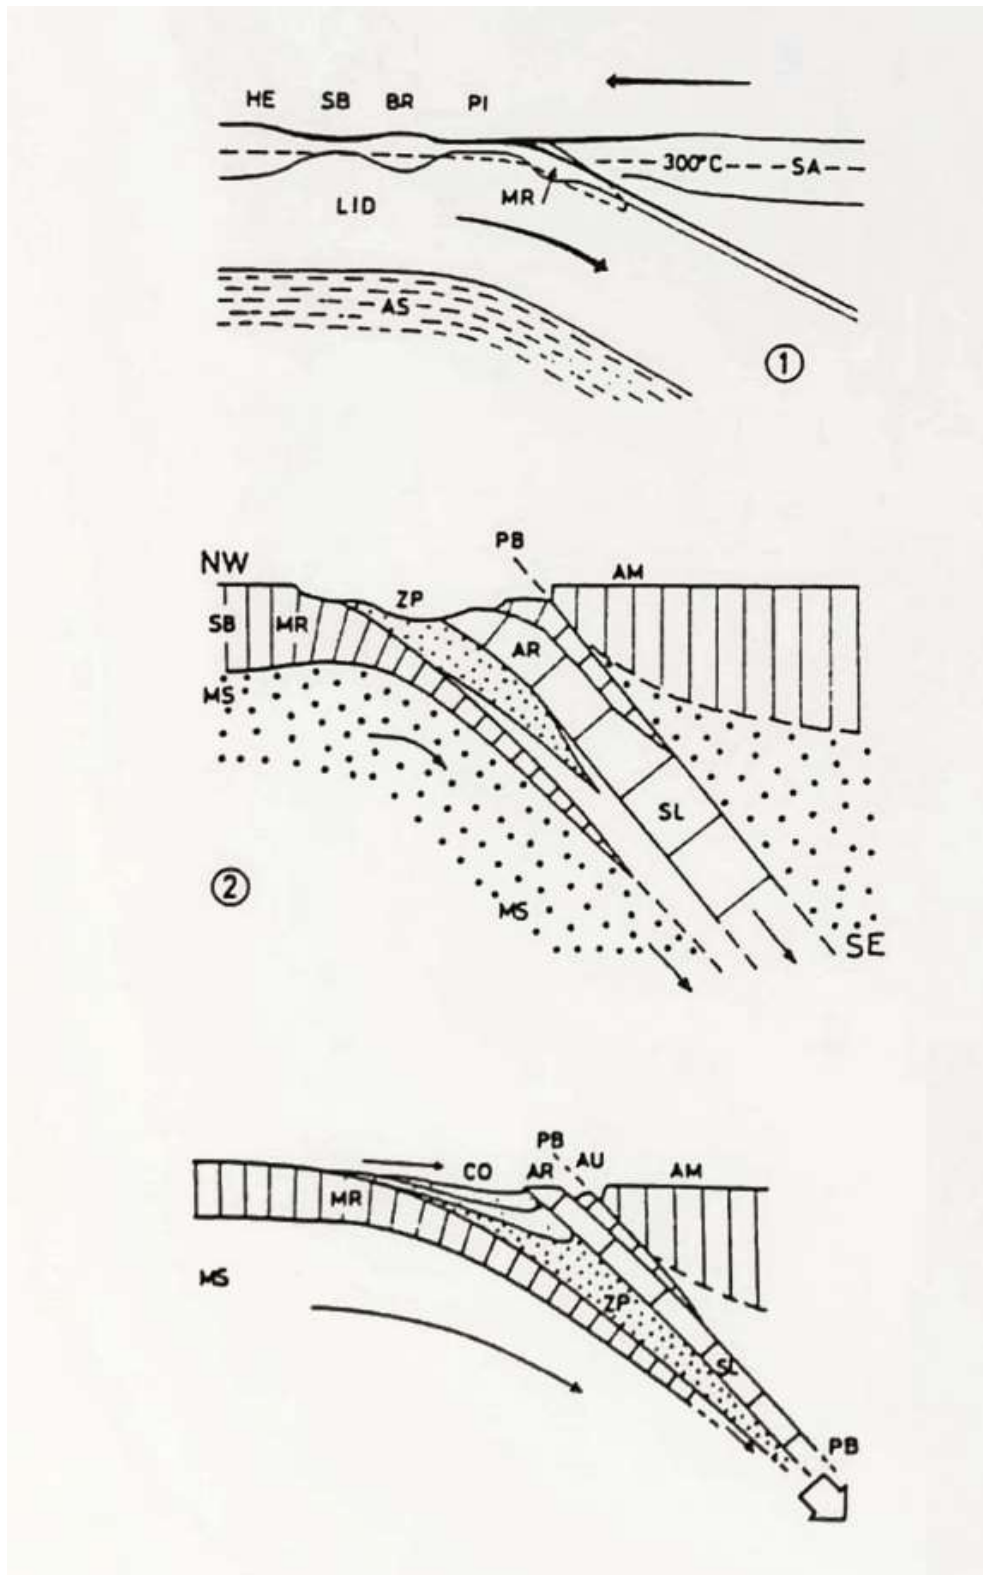 HE SB BR PI
300°C SA
MR
LID
AS
1
PB
NW AM
ZP
SB MR AR
MS
SL
2
MS
SE
PB AU
CO AR AM
MR
MS
ZP
SL
PB